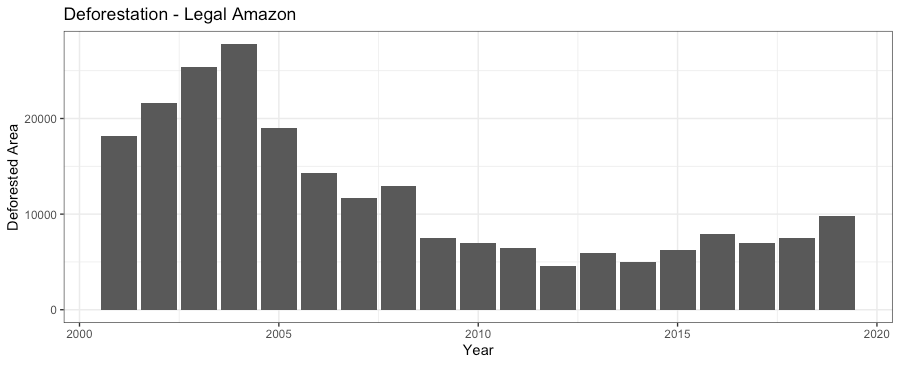 Deforestation - Legal Amazon
Deforested Area
20000
10000
0
2000 2005 2010 2015 2020
Year